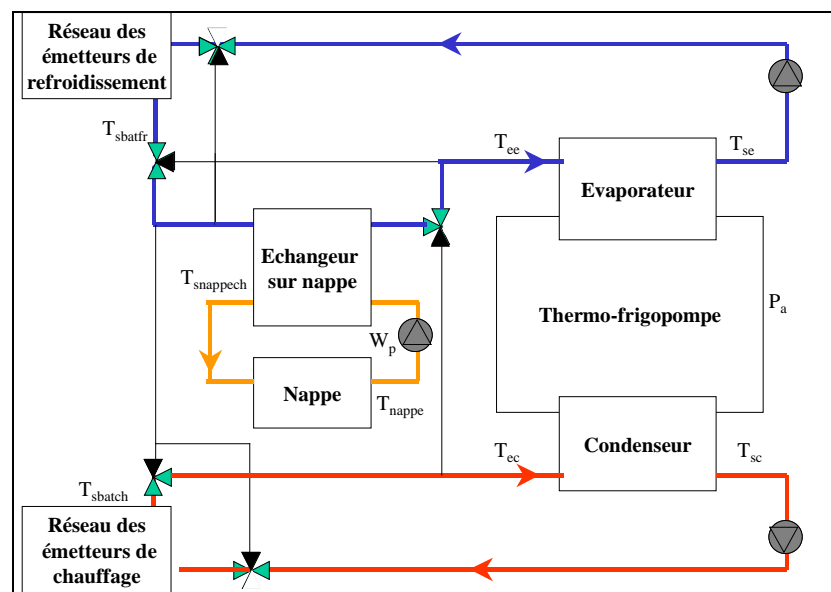 Réseau des
émetteurs de
refroidissement
T_sbatfr
T_ee
T_se
Evaporateur
Echangeur
sur nappe
T_snappech
W_p
Nappe
T_nappe
Thermo-frigopompe
P_a
Condenseur
T_ec
T_sc
T_sbatch
Réseau des
émetteurs de
chauffage